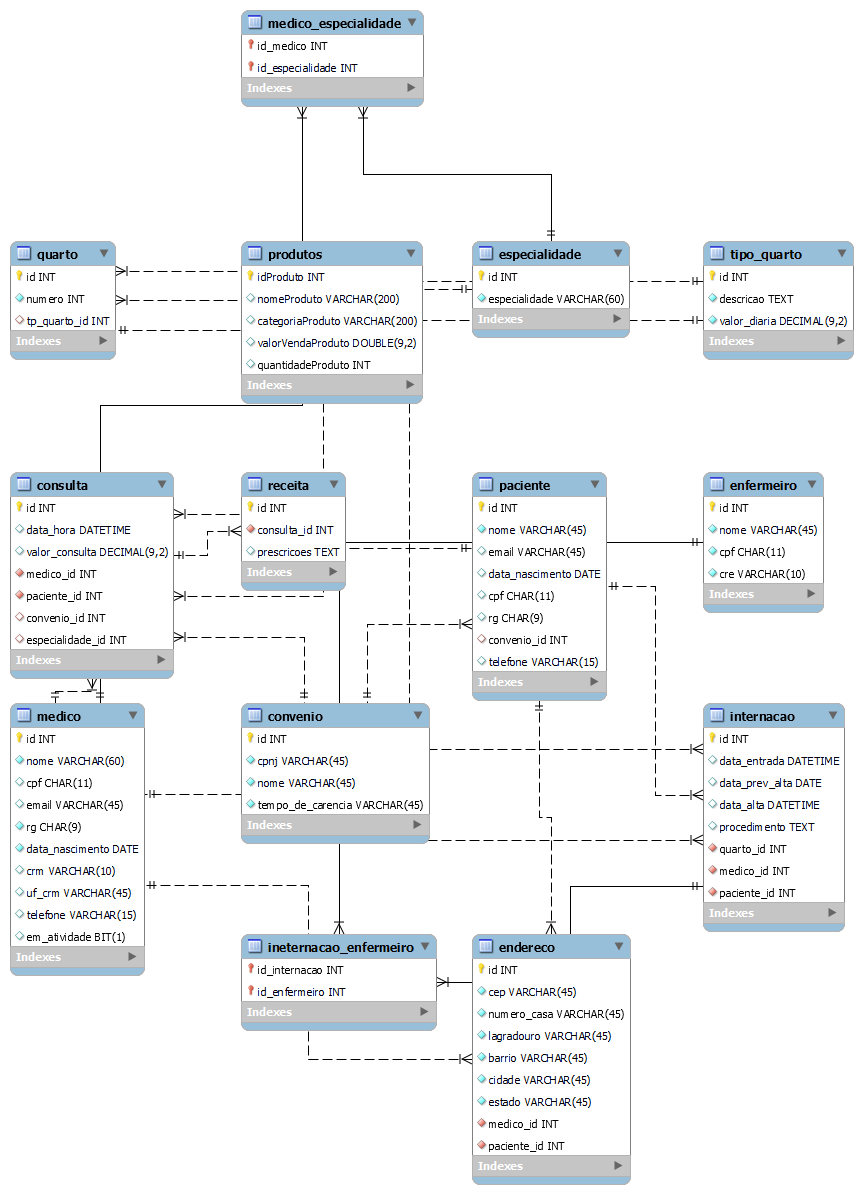 medico_especialidade
id_medico INT
id_especialidade INT
Indexes
quarto
id INT
numero INT
tp_quarto_id INT
Indexes
produtos
idProduto INT
nomeProduto VARCHAR(200)
categoriaProduto VARCHAR(200)
valorVendaProduto DOUBLE(9,2)
quantidadeProduto INT
Indexes
especialidade
id INT
especialidade VARCHAR(60)
Indexes
tipo_quarto
id INT
descricao TEXT
valor_diaria DECIMAL(9,2)
Indexes
consulta
id INT
data_hora DATETIME
valor_consulta DECIMAL(9,2)
medico_id INT
paciente_id INT
convenio_id INT
especialidade_id INT
Indexes
receita
id INT
consulta_id INT
prescricoes TEXT
Indexes
paciente
id INT
nome VARCHAR(45)
email VARCHAR(45)
data_nascimento DATE
cpf CHAR(11)
rg CHAR(9)
convenio_id INT
telefone VARCHAR(15)
Indexes
enfermeiro
id INT
nome VARCHAR(45)
cpf CHAR(11)
cre VARCHAR(10)
Indexes
medico
id INT
nome VARCHAR(60)
cpf CHAR(11)
email VARCHAR(45)
rg CHAR(9)
data_nascimento DATE
crm VARCHAR(10)
uf_crm VARCHAR(45)
telefone VARCHAR(15)
em_atividade BIT(1)
Indexes
convenio
id INT
cpnj VARCHAR(45)
nome VARCHAR(45)
tempo_de_carencia VARCHAR(45)
Indexes
internacao
id INT
data_entrada DATETIME
data_prev_alta DATE
data_alta DATETIME
procedimento TEXT
quarto_id INT
medico_id INT
paciente_id INT
Indexes
ineternacao_enfermeiro
id_internacao INT
id_enfermeiro INT
Indexes
endereco
id INT
cep VARCHAR(45)
numero_casa VARCHAR(45)
lagradouro VARCHAR(45)
barrio VARCHAR(45)
cidade VARCHAR(45)
estado VARCHAR(45)
medico_id INT
paciente_id INT
Indexes